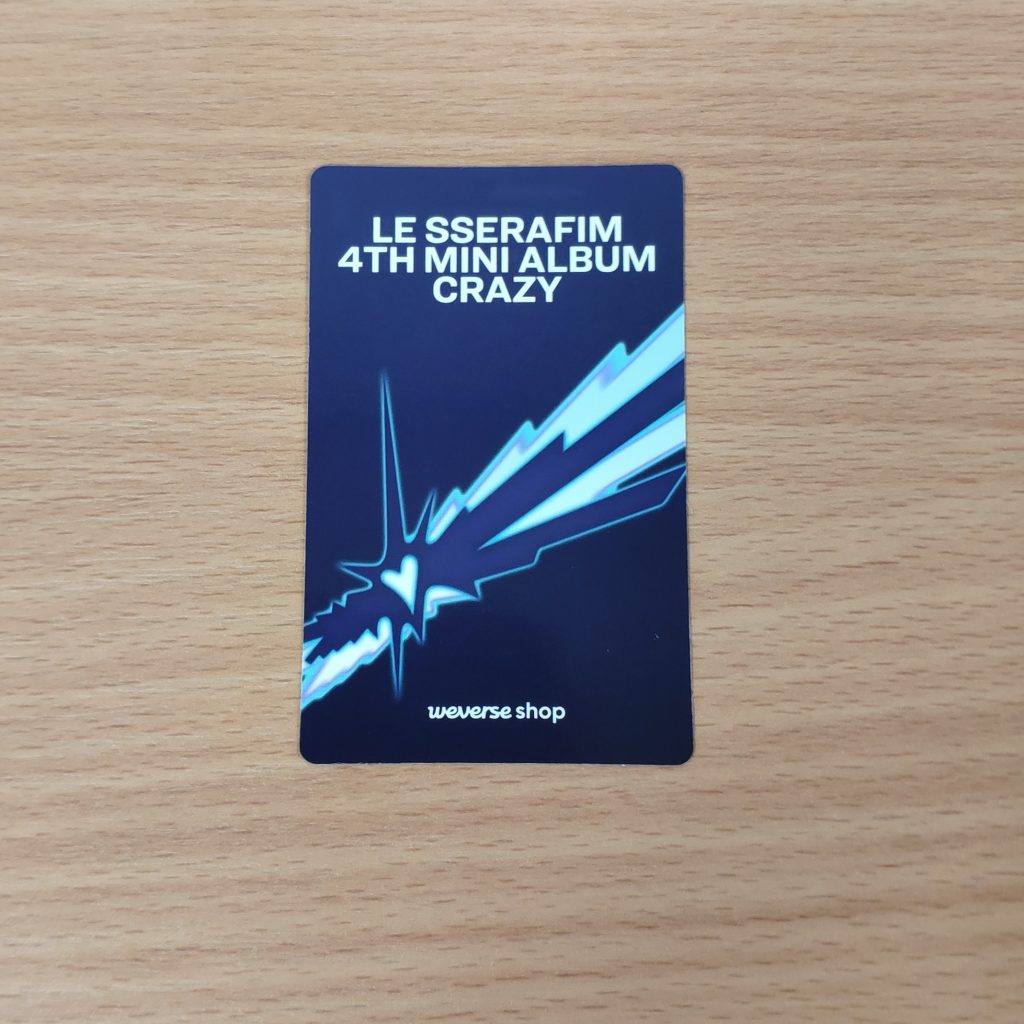 LE SSERAFIM
4TH MINI ALBUM
CRAZY
weverse shop